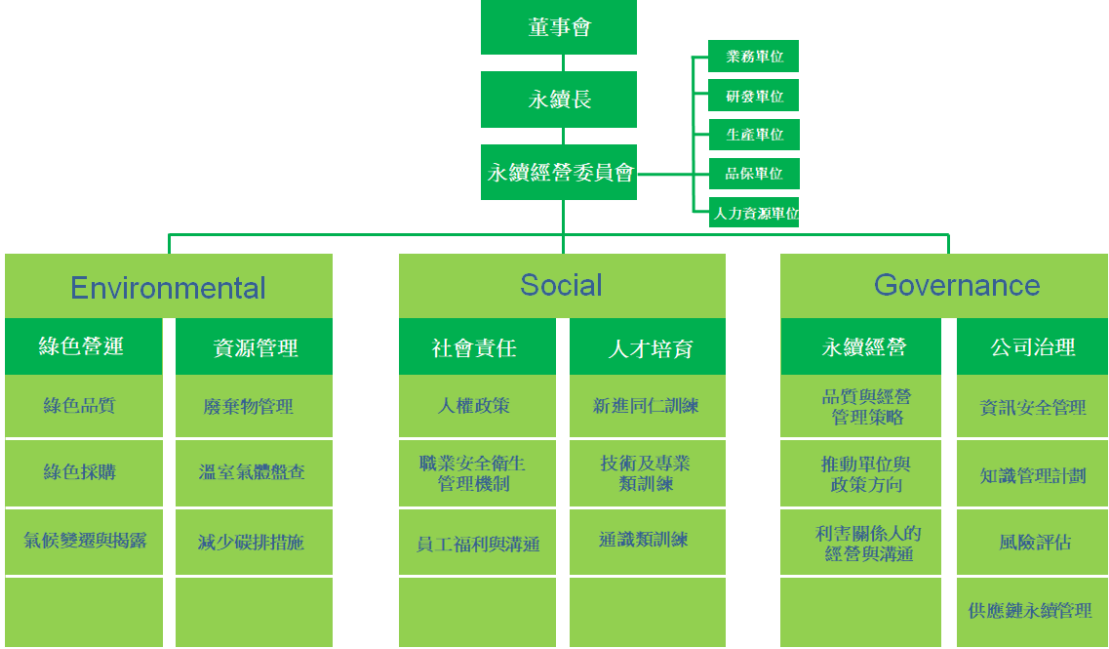 董事會
永續長
永續經營委員會
業務單位
研發單位
生產單位
品保單位
人力資源單位
Environmental
綠色營運
資源管理
綠色品質
廢棄物管理
綠色採購
溫室氣體盤查
氣候變遷與揭露
減少碳排措施
Social
社會責任
人才培育
人權政策
新進同仁訓練
職業安全衛生
管理機制
技術及專業
類訓練
員工福利與溝通
通識類訓練
Governance
永續經營
公司治理
品質與經營
管理策略
資訊安全管理
推動單位與
政策方向
知識管理計劃
利害關係人的
經營與溝通
風險評估
供應鏈永續管理